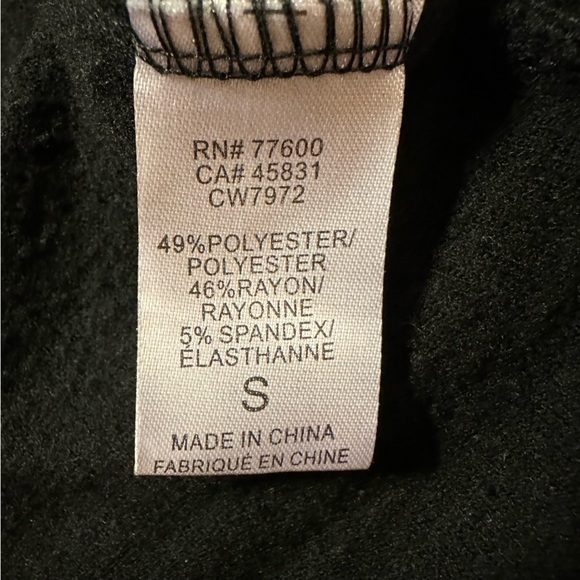 RN# 77600
CA# 45831
CW7972
49%POLYESTER/
POLYESTER
46%RAYON/
RAYONNE
5% SPANDEX/
ÉLASTHANNE
S
MADE IN CHINA
FABRIQUÉ EN CHINE